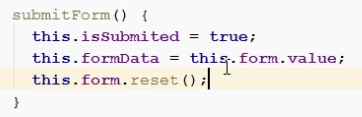 submitForm() {
this.isSubmited = true;
this.formData = this.form.value;
this.form.reset();
}